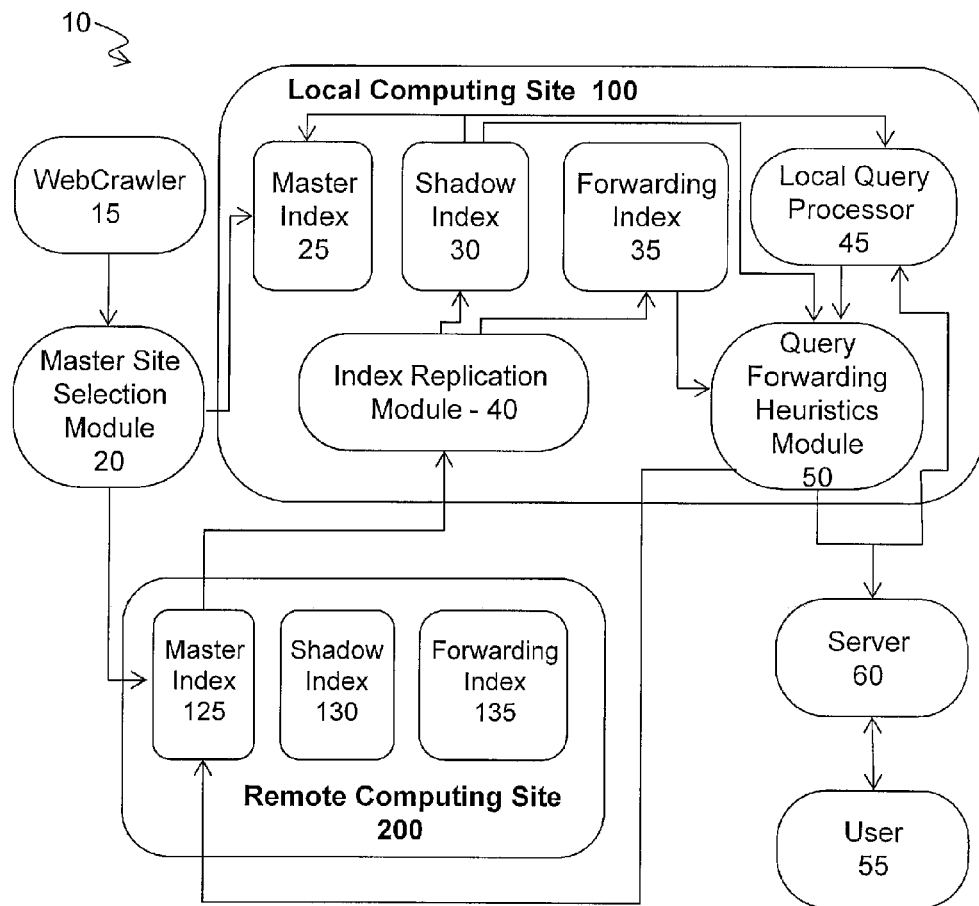 10
Local Computing Site 100
WebCrawler
15
Master
Index
25
Shadow
Index
30
Forwarding
Index
35
Local Query
Processor
45
Master Site
Selection
Module
20
Index Replication
Module - 40
Query
Forwarding
Heuristics
Module
50
Master
Index
125
Shadow
Index
130
Forwarding
Index
135
Remote Computing Site
200
Server
60
User
55